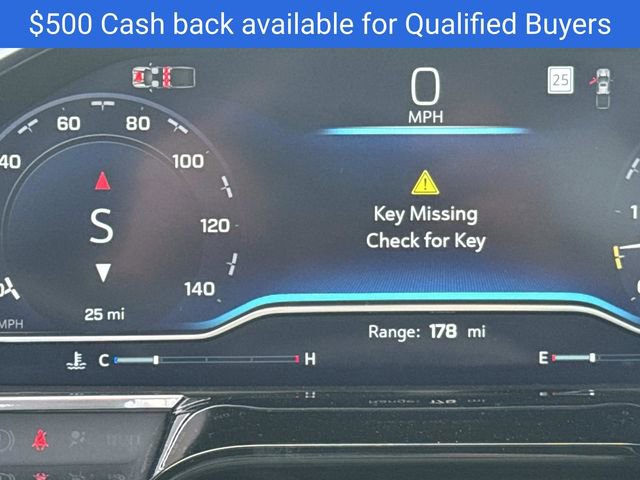 $500 Cash back available for Qualified Buyers
0
MPH
25
60
80
100
120
140
S
25 mi
MPH
Key Missing
Check for Key
Range: 178 mi
C
H
E